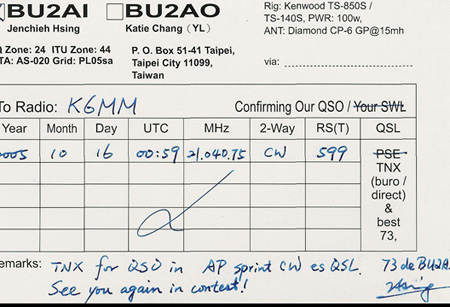 BU2AI BU2AO Rig: Kenwood TS-850S /
Jenchieh Hsing Katie Chang (YL) TS-140S, PWR: 100w,
ANT: Diamond CP-6 GP@15mh
Zone: 24 ITU Zone: 44 P. O. Box 51-41 Taipei,
TA: AS-020 Grid: PL05sa Taipei City 11099,
Taiwan via:
To Radio: K6MM Confirming Our QSO / Your SWL
Year Month Day UTC MHz 2-Way RS(T) QSL
2005 10 16 00:59 21.040.75 CW 599 PSE
TNX
(buro /
direct)
&
best
73,
emarks: TNX for QSO in AP sprint CW es QSL. 73 de BU2A
See you again in contest! Hsing